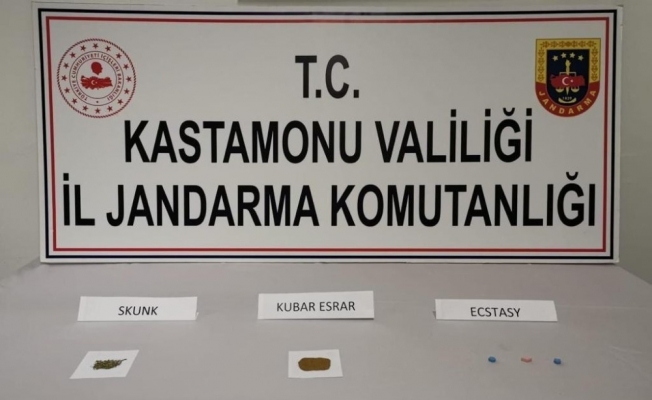 T.C.
KASTAMONU VALİLİĞİ
İL JANDARMA KOMUTANLIĞI
JANDARMA
SKUNK
KUBAR ESRAR
ECSTASY